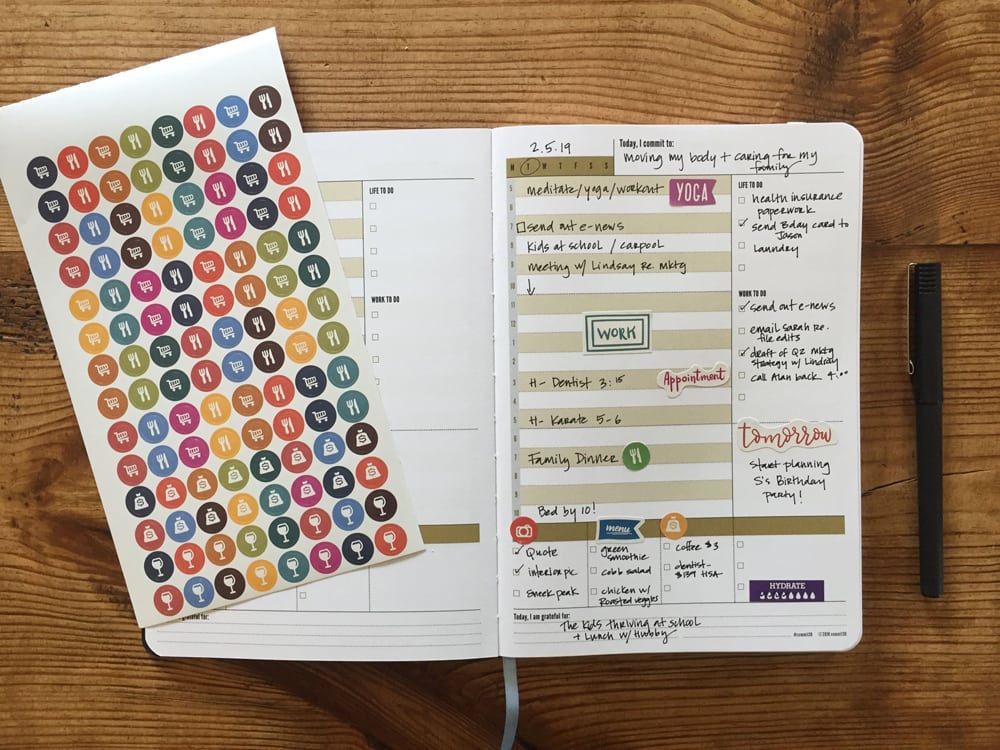 LIFE TO DO
WORK TO DO
grateful for:
2.5.19
Today, I commit to:
moving my body + caring for my
family
M T W T F S S
5
meditate/yoga/workout
YOGA
6
7
send out e-news
8
Kids at school / carpool
9
meeting w/ Lindsay re. mktg
10
11
12
WORK
1
2
3
H- Dentist 3:15
Appointment
4
5
H- Karate 5-6
6
7
Family Dinner
8
9
10
Bed by 10!
LIFE TO DO
health insurance
paperwork
send Bday card to
Jason
Laundry
WORK TO DO
send out e-news
email Sarah re.
file edits
draft of Q2 mktg
strategy w/ Lindsay
call Alan back 4:00
tomorrow
Start planning
S's Birthday
Party!
Quote
interior pic
sneek peak
menu
green
smoothie
cobb salad
chicken w/
Roasted veggies
$
coffee $3
dentist-
$139 HSA
HYDRATE
Today, I am grateful for:
The kids thriving at school
+ Lunch w/ Hubby
#commit30 ©2018 commit30